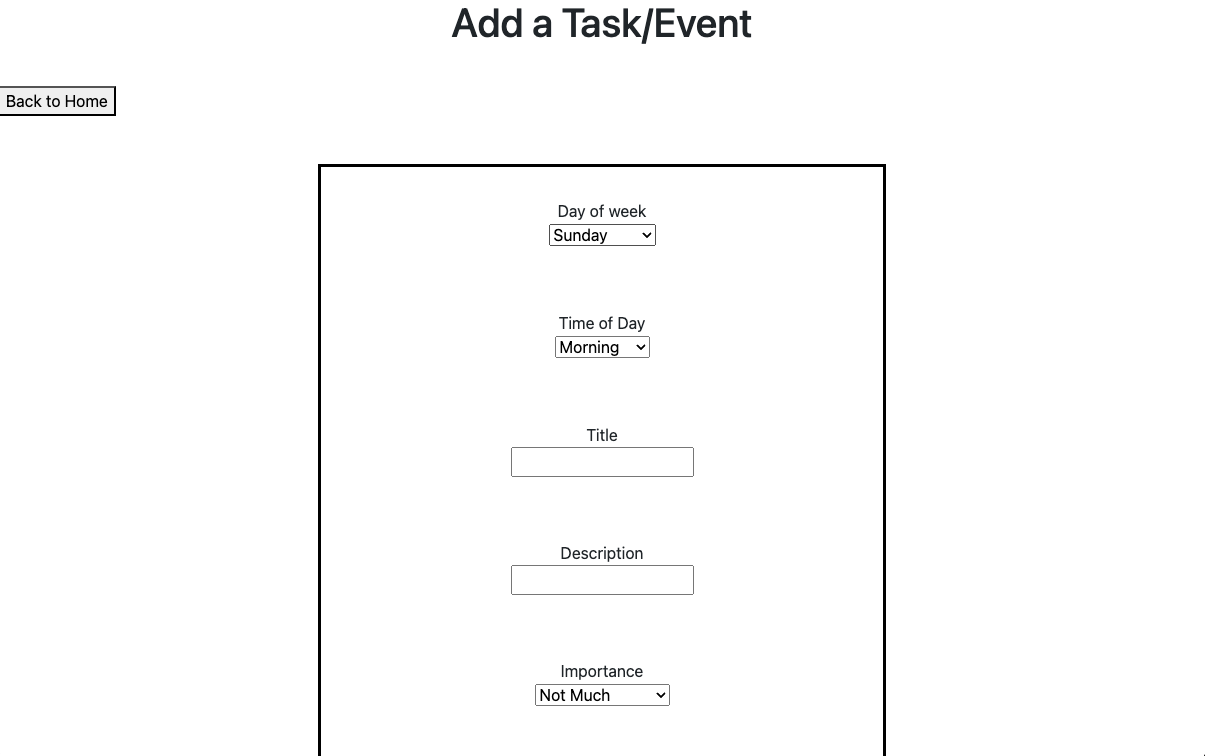 Add a Task/Event
Back to Home
Day of week
Sunday
Time of Day
Morning
Title
Description
Importance
Not Much